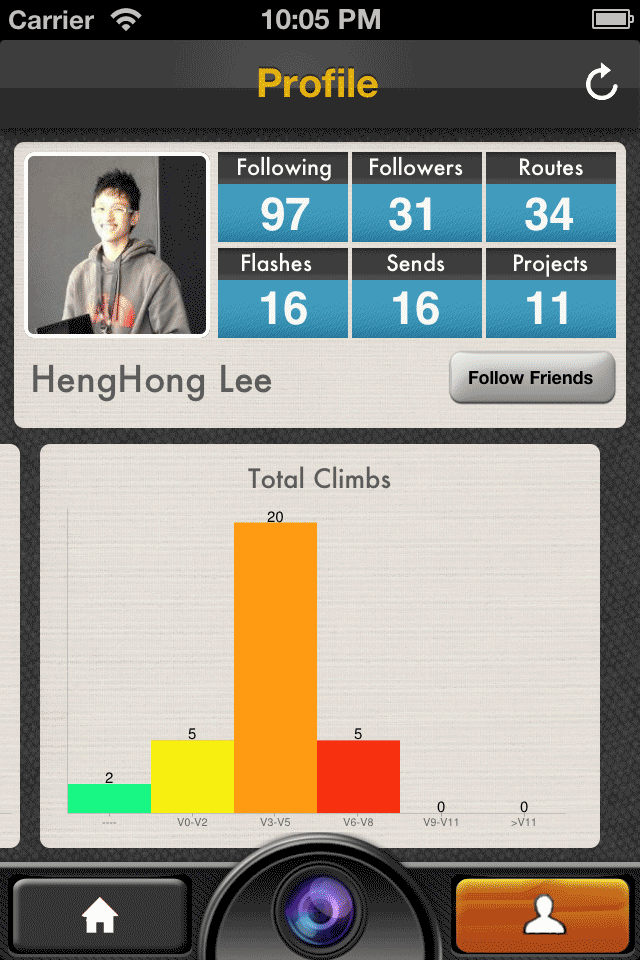 Carrier 10:05 PM
Profile
Following Followers Routes
97 31 34
Flashes Sends Projects
16 16 11
HengHong Lee Follow Friends
Total Climbs
20
5 5
2
0 0
---- V0-V2 V3-V5 V6-V8 V9-V11 >V11